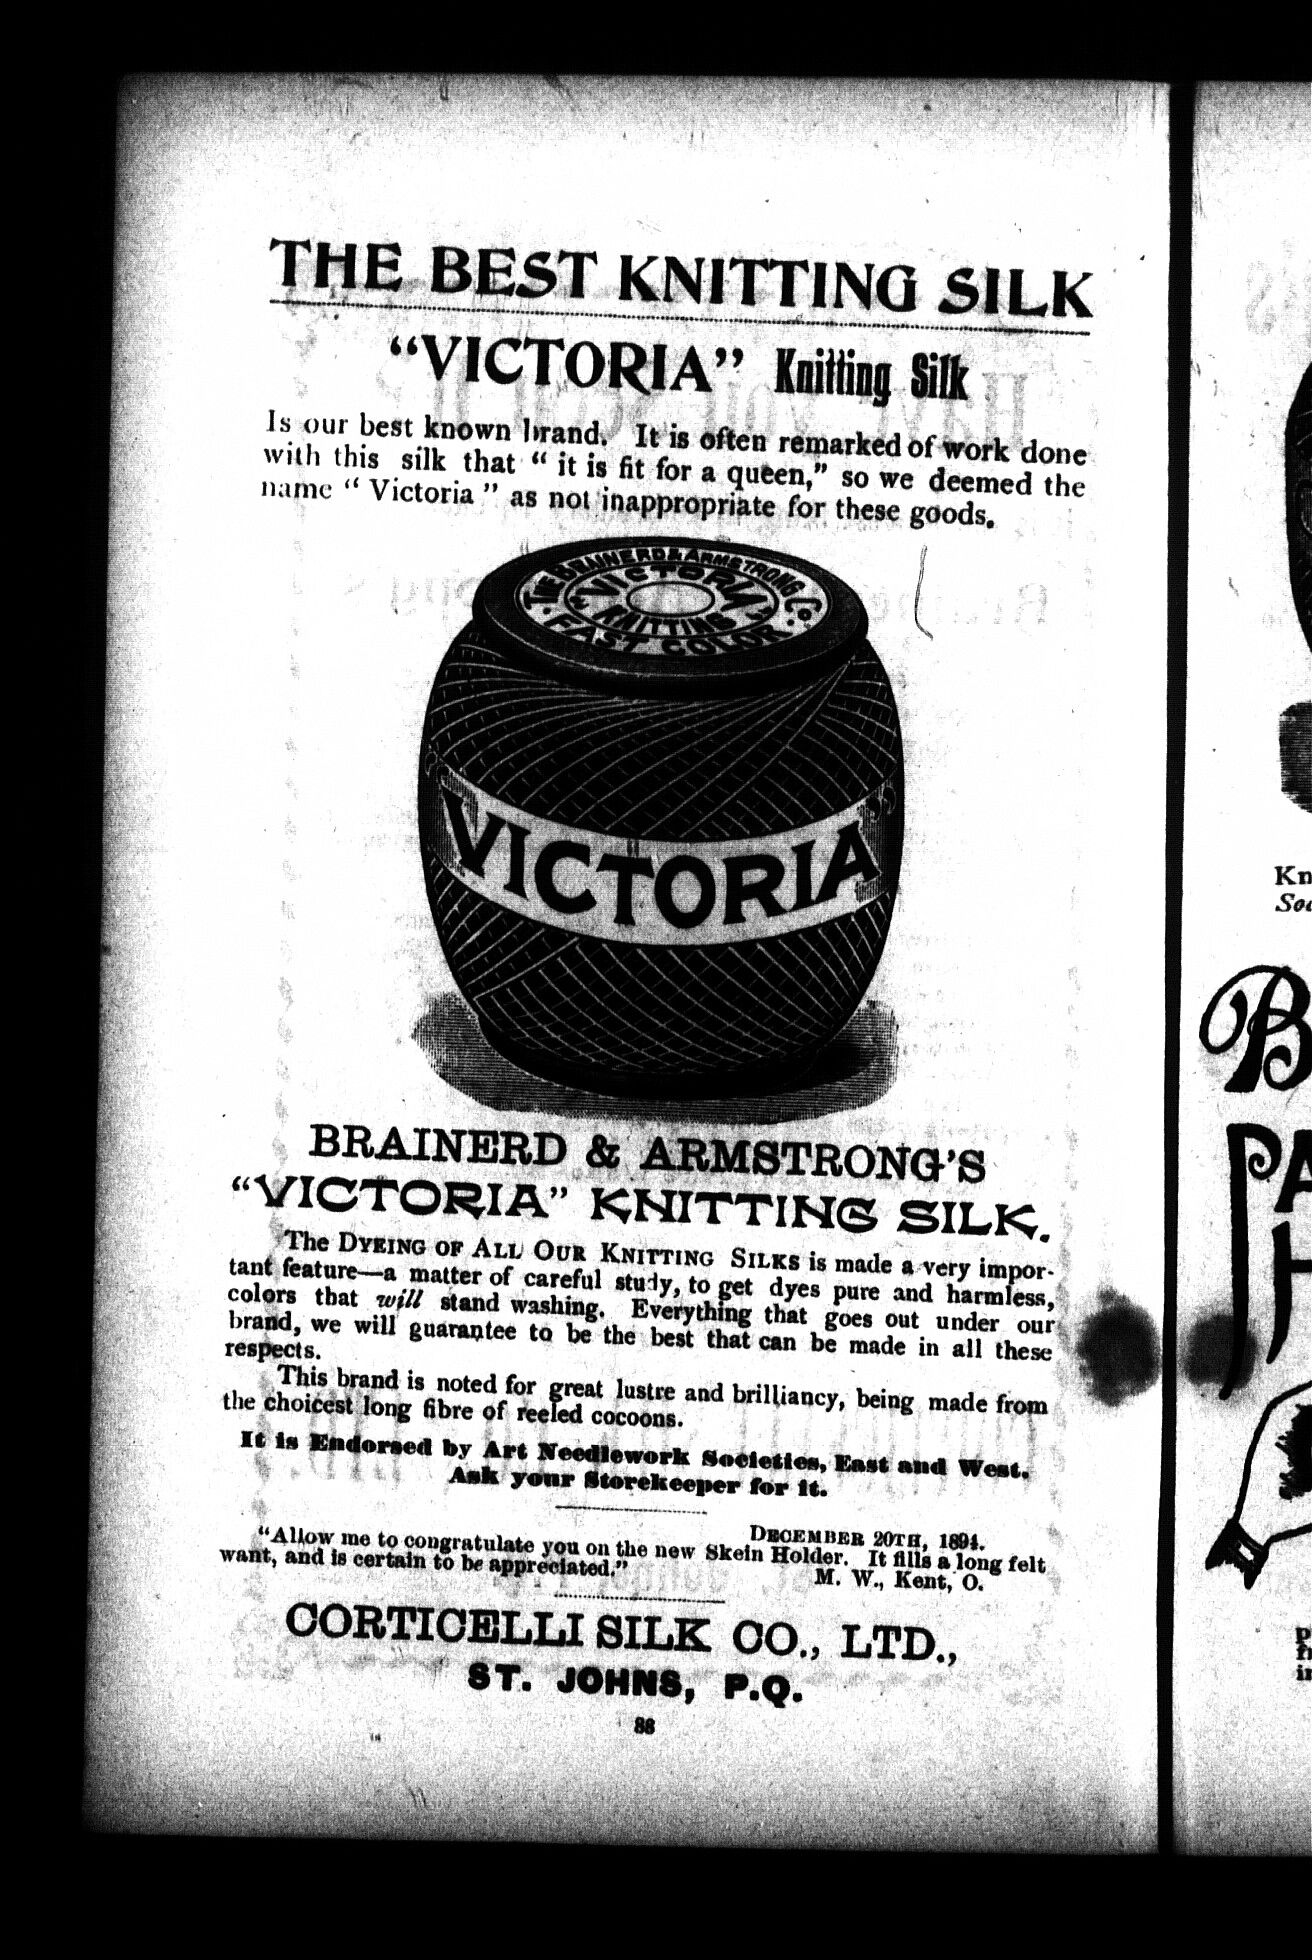 THE BEST KNITTING SILK
“VICTORIA” Knitting Silk
Is our best known brand. It is often remarked of work done
with this silk that “ it is fit for a queen,” so we deemed the
name “ Victoria ” as not inappropriate for these goods.
THE BRAINERD & ARMSTRONG Co.
“VICTORIA”
KNITTING
FAST COLOR
“VICTORIA”
BRAINERD & ARMSTRONG’S
“VICTORIA” KNITTING SILK.
The DYEING OF ALL OUR KNITTING SILKS is made a very impor-
tant feature—a matter of careful study, to get dyes pure and harmless,
colors that will stand washing. Everything that goes out under our
brand, we will guarantee to be the best that can be made in all these
respects.
This brand is noted for great lustre and brilliancy, being made from
the choicest long fibre of reeled cocoons.
It is Endorsed by Art Needlework Societies, East and West.
Ask your Storekeeper for it.
DECEMBER 20TH, 1894.
“Allow me to congratulate you on the new Skein Holder. It fills a long felt
want, and is certain to be appreciated.”
M. W., Kent, O.
CORTICELLI SILK CO., LTD.,
ST. JOHNS, P.Q.
88
Kn
Soc
B
PA
H